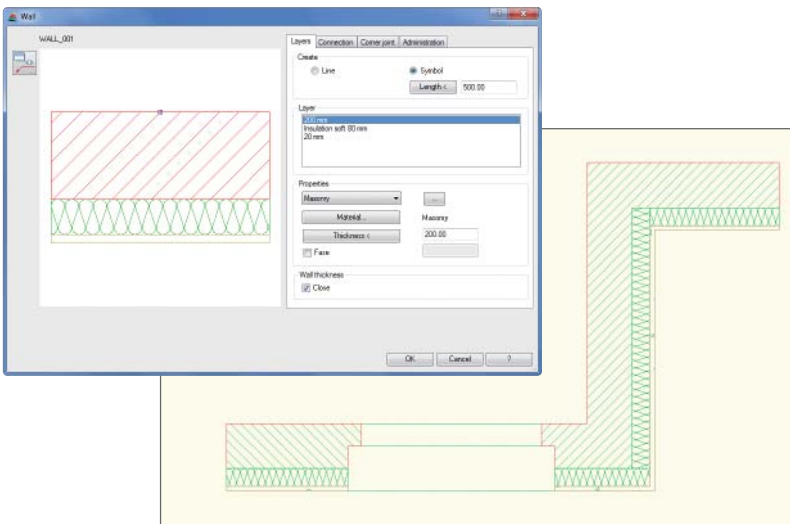 Wall
WALL_001
Layers Connection Corner joint Administration
Create
Line Symbol
Length < 500.00
Layer
200 mm
Insulation soft 80 mm
20 mm
Properties
Masonry ...
Material... Masonry
Thickness < 200.00
Face
Wall thickness
Close
OK Cancel ?